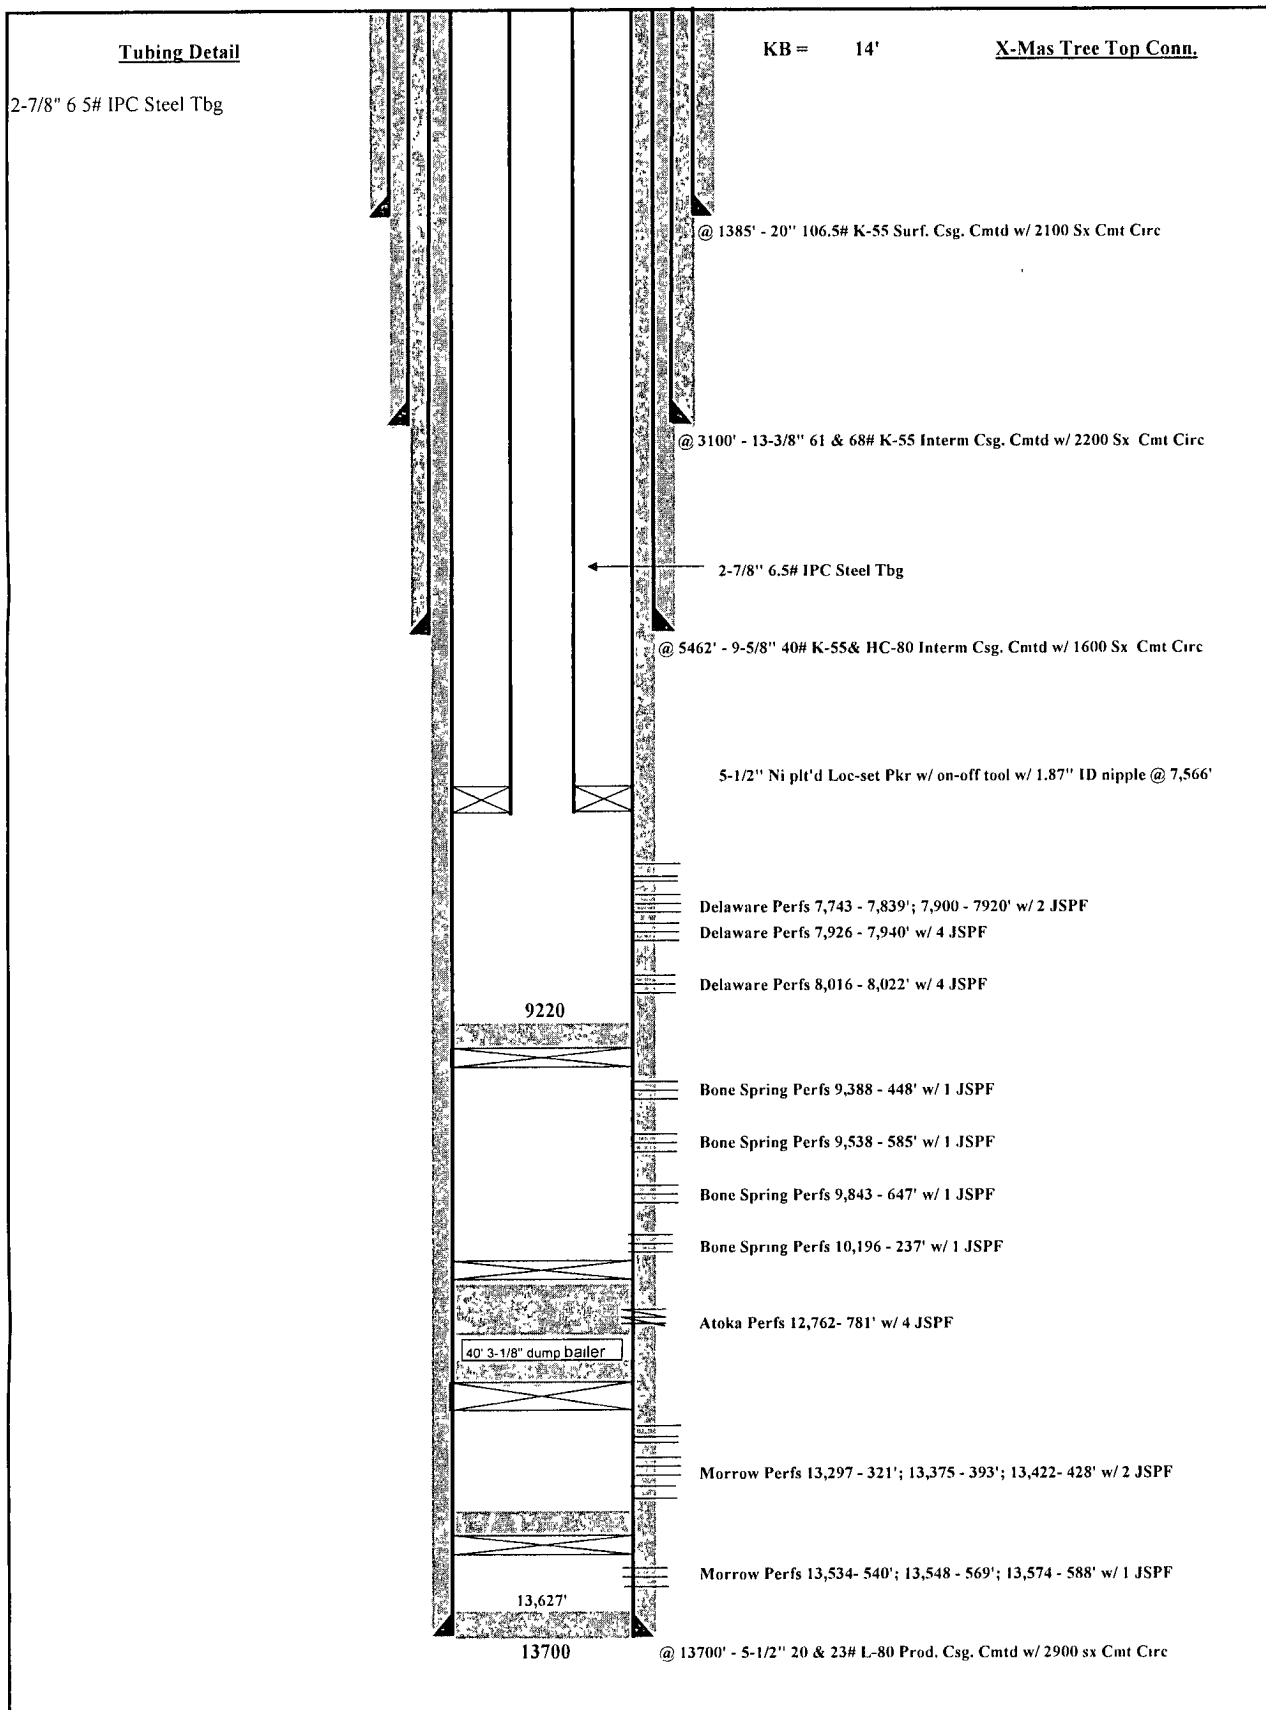 Tubing Detail
KB = 14'
X-Mas Tree Top Conn.
2-7/8" 6 5# IPC Steel Tbg
@ 1385' - 20" 106.5# K-55 Surf. Csg. Cmtd w/ 2100 Sx Cmt Circ
@ 3100' - 13-3/8" 61 & 68# K-55 Interm Csg. Cmtd w/ 2200 Sx Cmt Circ
2-7/8" 6.5# IPC Steel Tbg
@ 5462' - 9-5/8" 40# K-55& HC-80 Interm Csg. Cmtd w/ 1600 Sx Cmt Circ
5-1/2" Ni plt'd Loc-set Pkr w/ on-off tool w/ 1.87" ID nipple @ 7,566'
Delaware Perfs 7,743 - 7,839'; 7,900 - 7920' w/ 2 JSPF
Delaware Perfs 7,926 - 7,940' w/ 4 JSPF
Delaware Perfs 8,016 - 8,022' w/ 4 JSPF
9220
Bone Spring Perfs 9,388 - 448' w/ 1 JSPF
Bone Spring Perfs 9,538 - 585' w/ 1 JSPF
Bone Spring Perfs 9,843 - 647' w/ 1 JSPF
Bone Spring Perfs 10,196 - 237' w/ 1 JSPF
Atoka Perfs 12,762- 781' w/ 4 JSPF
40' 3-1/8" dump bailer
Morrow Perfs 13,297 - 321'; 13,375 - 393'; 13,422- 428' w/ 2 JSPF
Morrow Perfs 13,534- 540'; 13,548 - 569'; 13,574 - 588' w/ 1 JSPF
13,627'
13700
@ 13700' - 5-1/2" 20 & 23# L-80 Prod. Csg. Cmtd w/ 2900 sx Cmt Circ